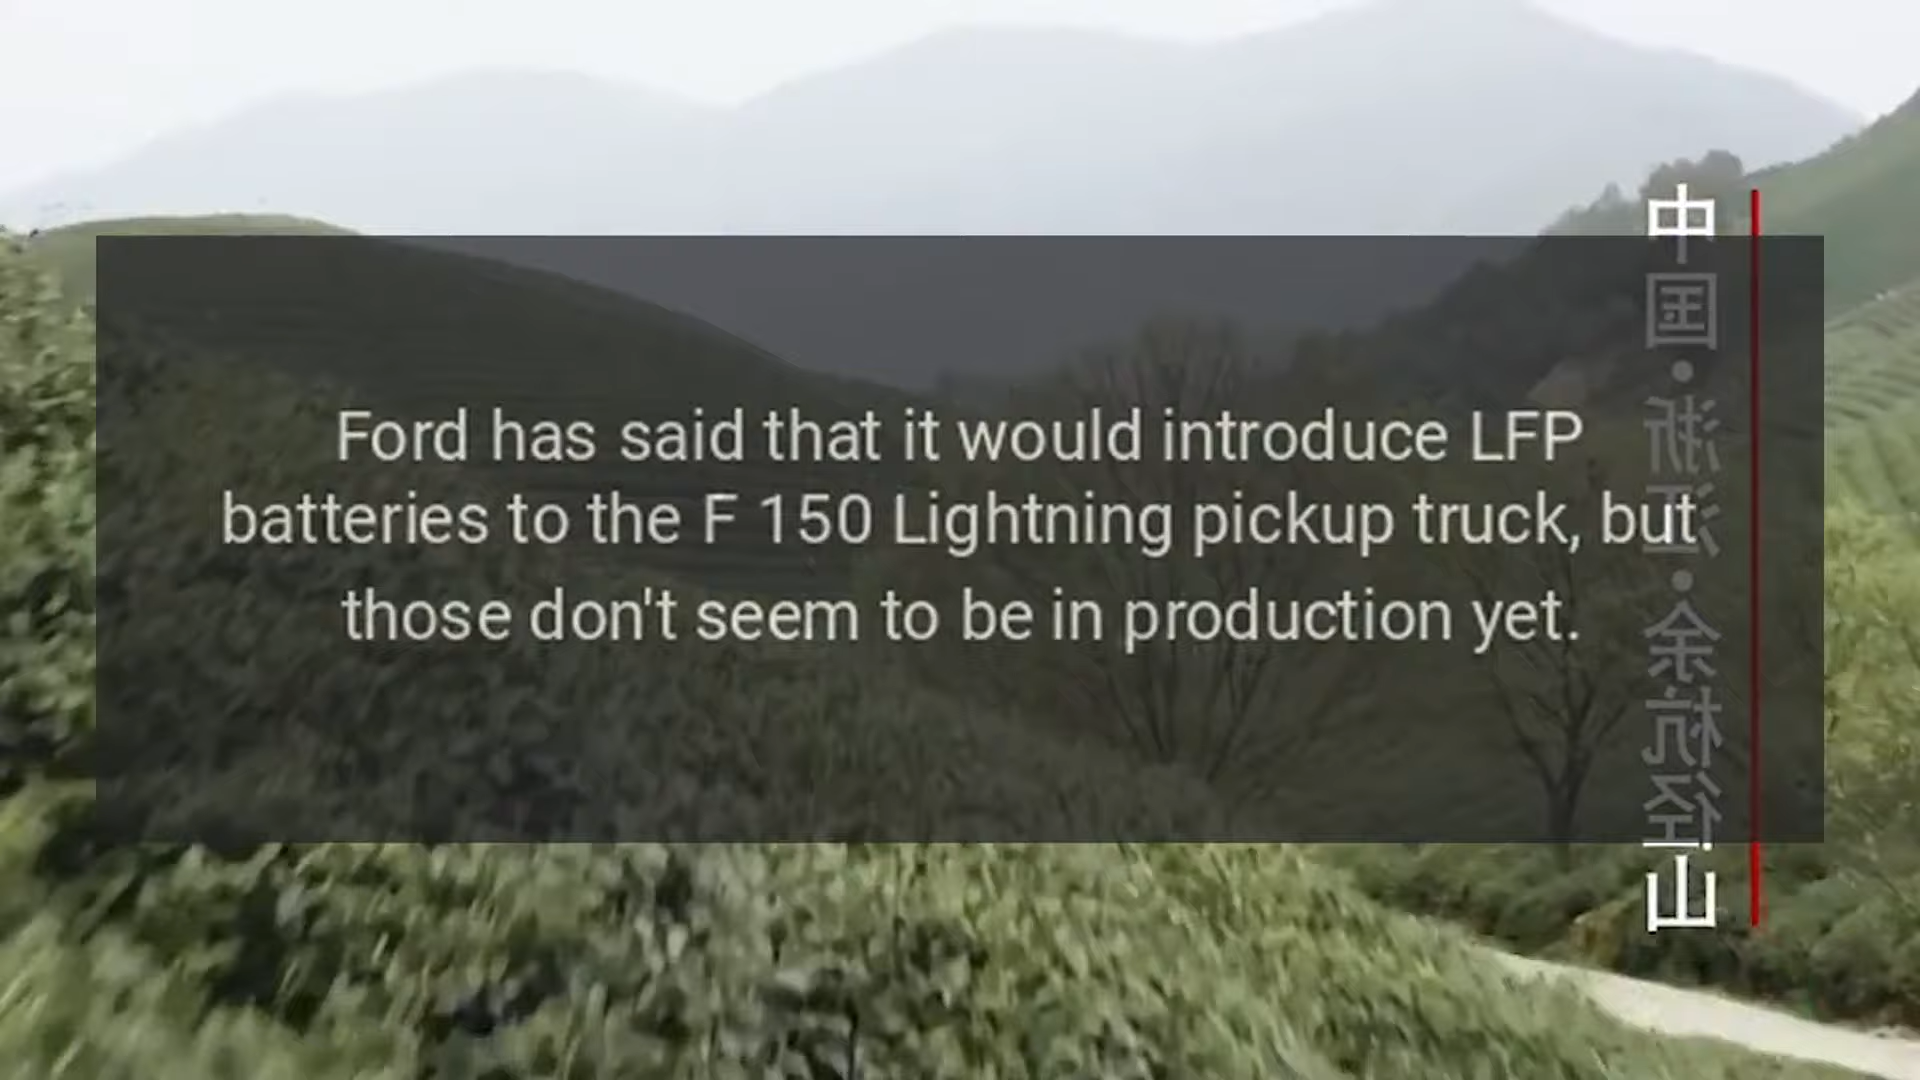 Ford has said that it would introduce LFP
batteries to the F 150 Lightning pickup truck, but
those don't seem to be in production yet.
中国·浙江·余杭径山